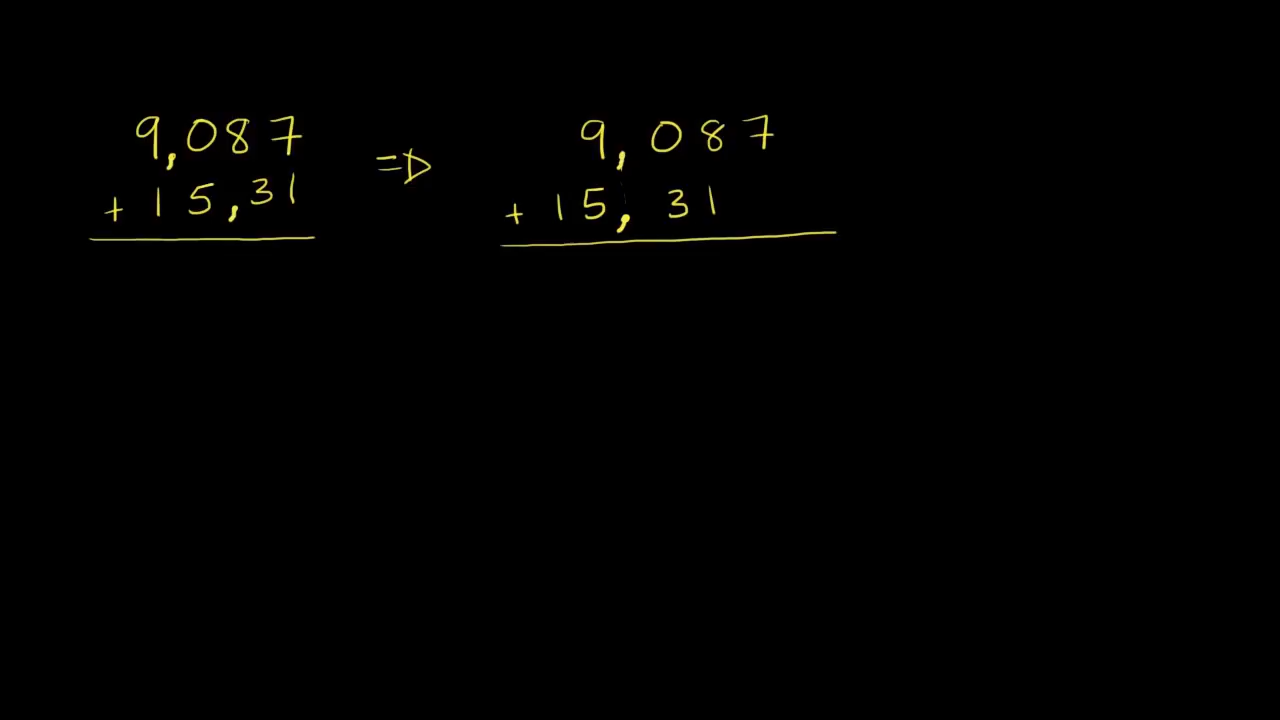 9,087 => 9,087
+ 15,31 + 15,31